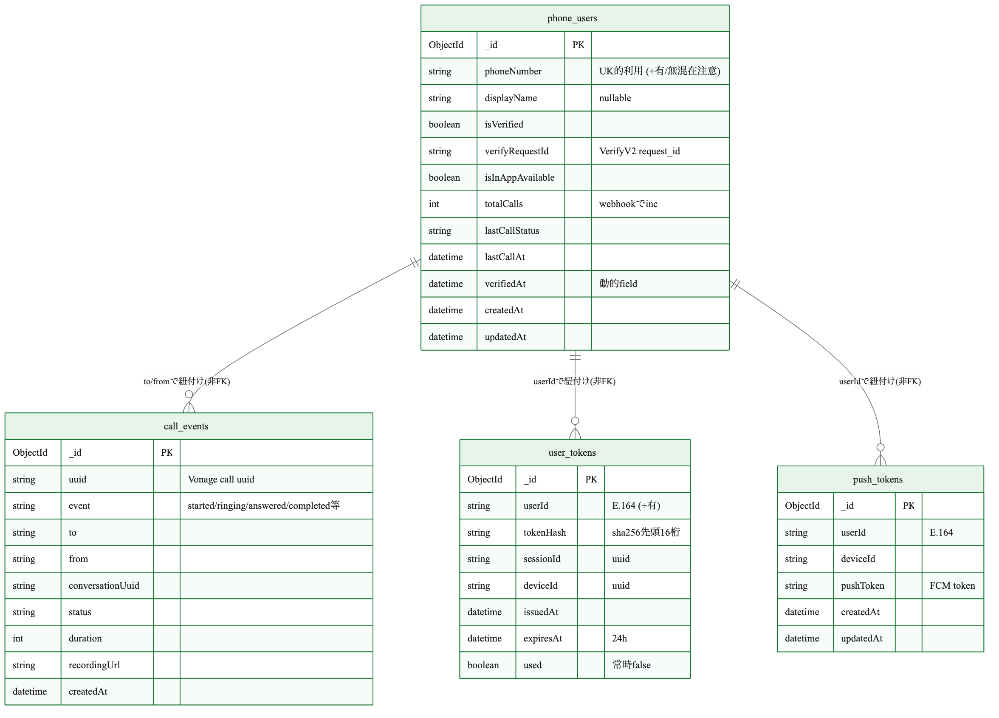 phone_users
ObjectId _id PK
string phoneNumber UK的利用 (+有/無混在注意)
string displayName nullable
boolean isVerified
string verifyRequestId VerifyV2 request_id
boolean isInAppAvailable
int totalCalls webhookでinc
string lastCallStatus
datetime lastCallAt
datetime verifiedAt 動的field
datetime createdAt
datetime updatedAt
to/fromで紐付け(非FK)
userIdで紐付け(非FK)
userIdで紐付け(非FK)
call_events
ObjectId _id PK
string uuid Vonage call uuid
string event started/ringing/answered/completed等
string to
string from
string conversationUuid
string status
int duration
string recordingUrl
datetime createdAt
user_tokens
ObjectId _id PK
string userId E.164 (+有)
string tokenHash sha256先頭16桁
string sessionId uuid
string deviceId uuid
datetime issuedAt
datetime expiresAt 24h
boolean used 常時false
push_tokens
ObjectId _id PK
string userId E.164
string deviceId
string pushToken FCM token
datetime createdAt
datetime updatedAt